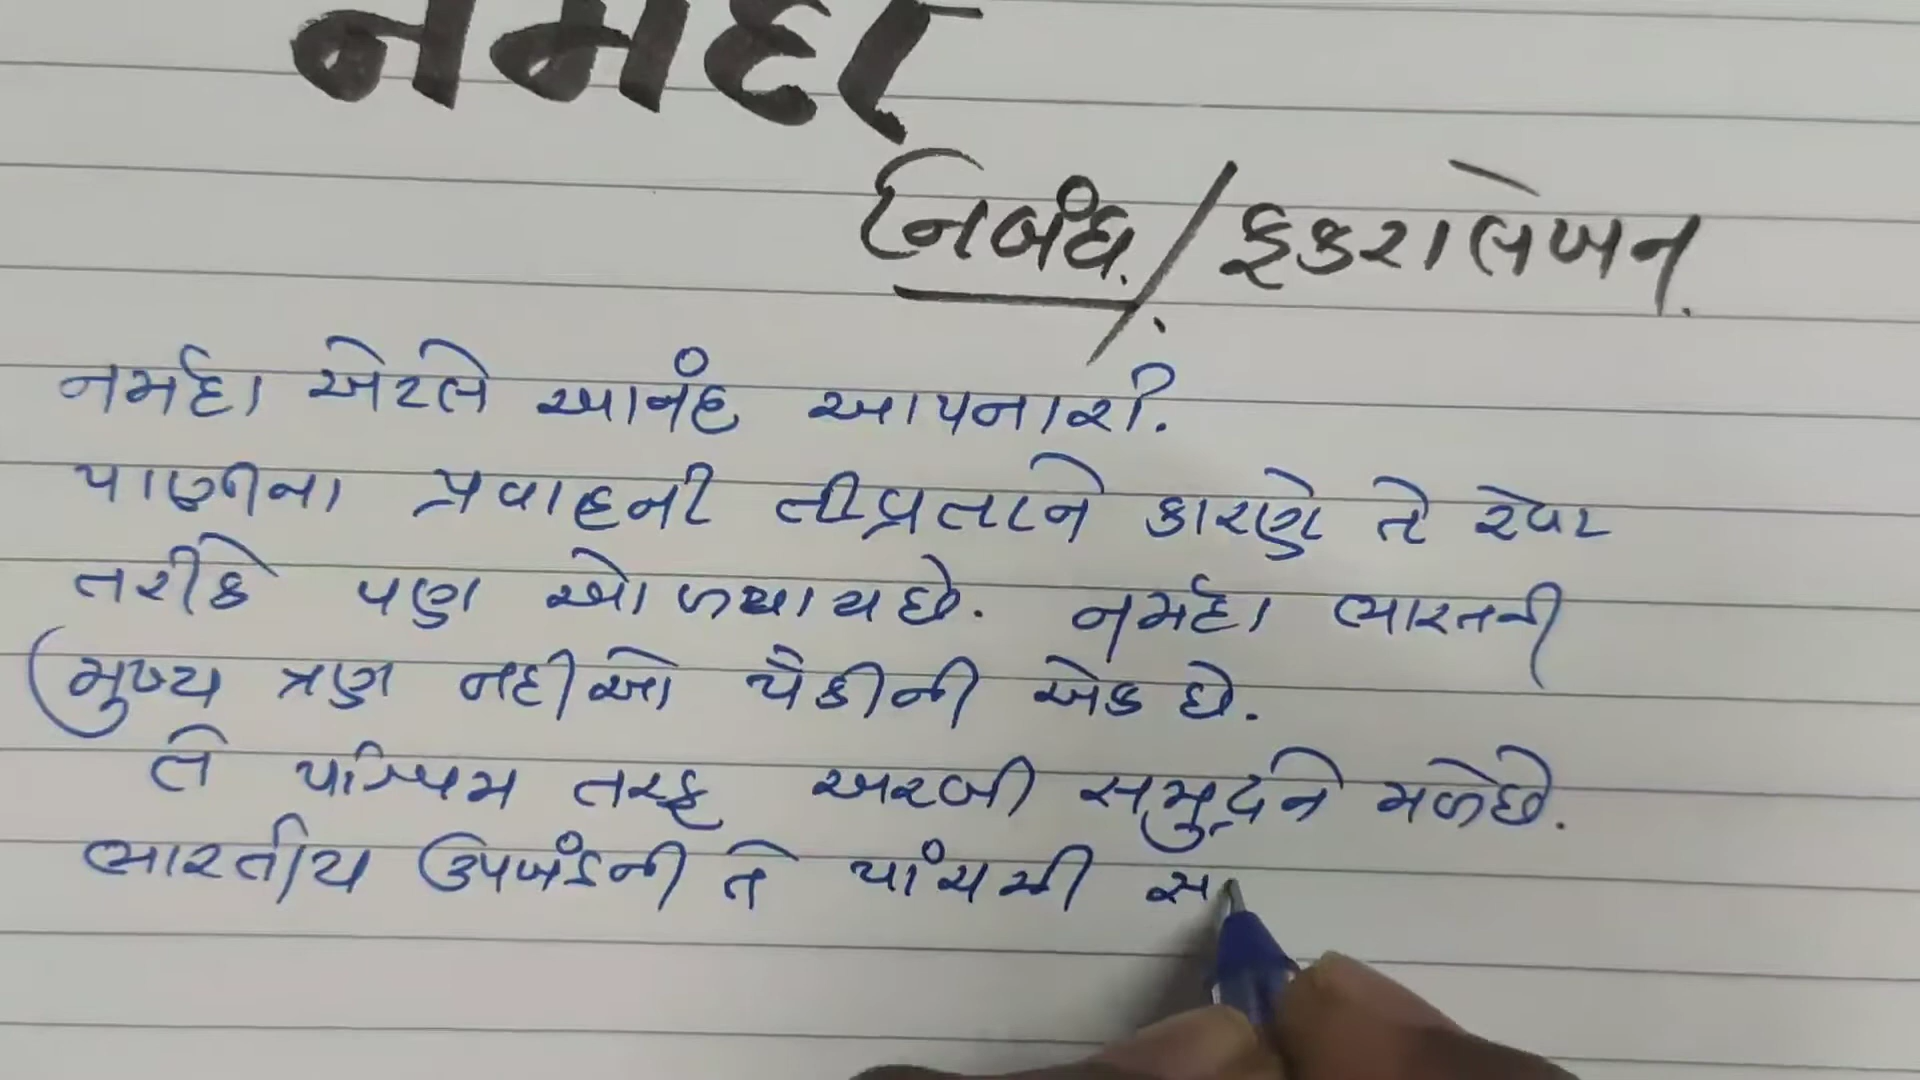 નર્મદા
નિબંધ. / ફકરાલેખન.
નર્મદા એટલે આનંદ આપનારી.
પાણીના પ્રવાહની તીવ્રતાને કારણે તે રેવા
તરીકે પણ ઓળખાય છે. નર્મદા ભારતની
મુખ્ય ત્રણ નદીઓ પૈકીની એક છે.
તે પશ્ચિમ તરફ અરબી સમુદ્રને મળે છે.
ભારતીય ઉપખંડની તે પાંચમી સ